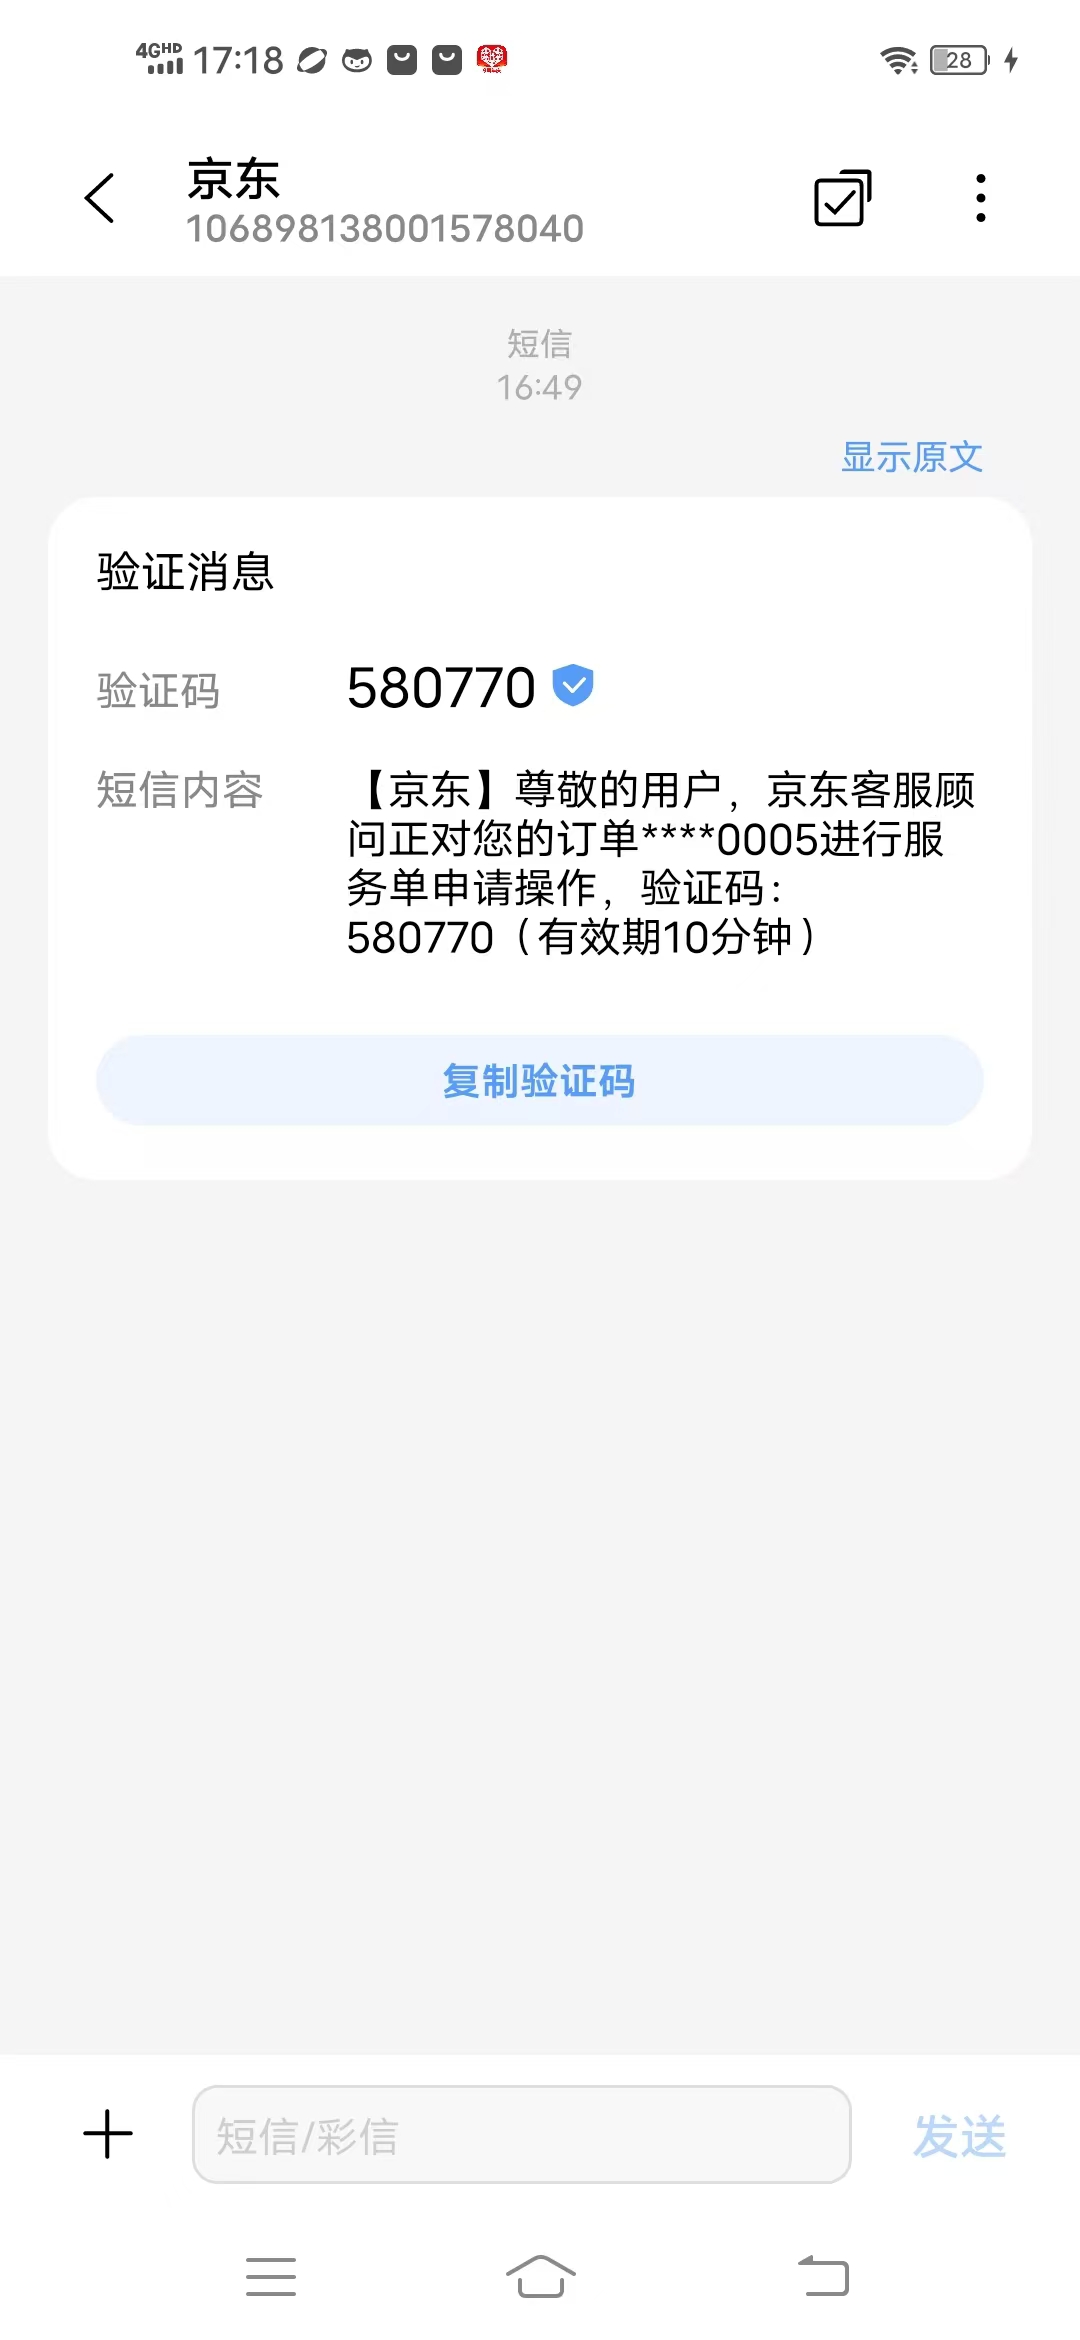 4GHD 17:18 28
京东
106898138001578040
短信
16:49
显示原文
验证消息
验证码 580770
短信内容 【京东】尊敬的用户，京东客服顾
问正对您的订单****0005进行服
务单申请操作，验证码：
580770（有效期10分钟）
复制验证码
短信/彩信 发送